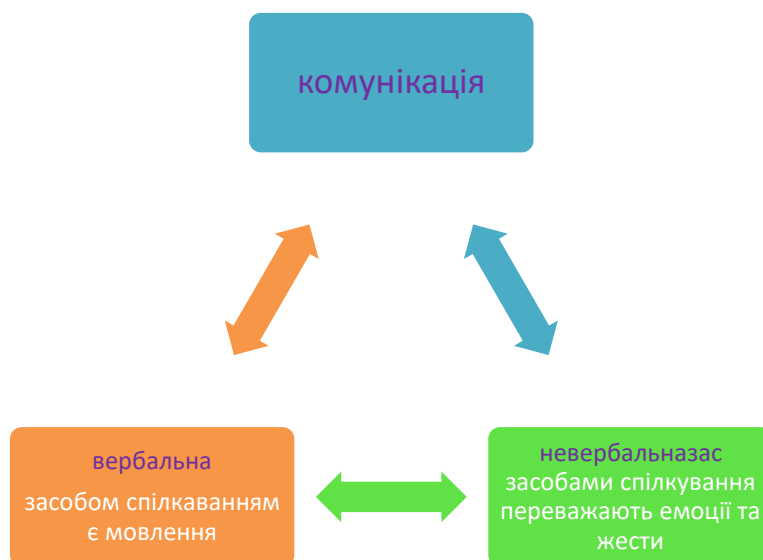 комунікація
вербальна
засобом спілкаванням
є мовлення
невербальназас
засобами спілкування
переважають емоції та
жести